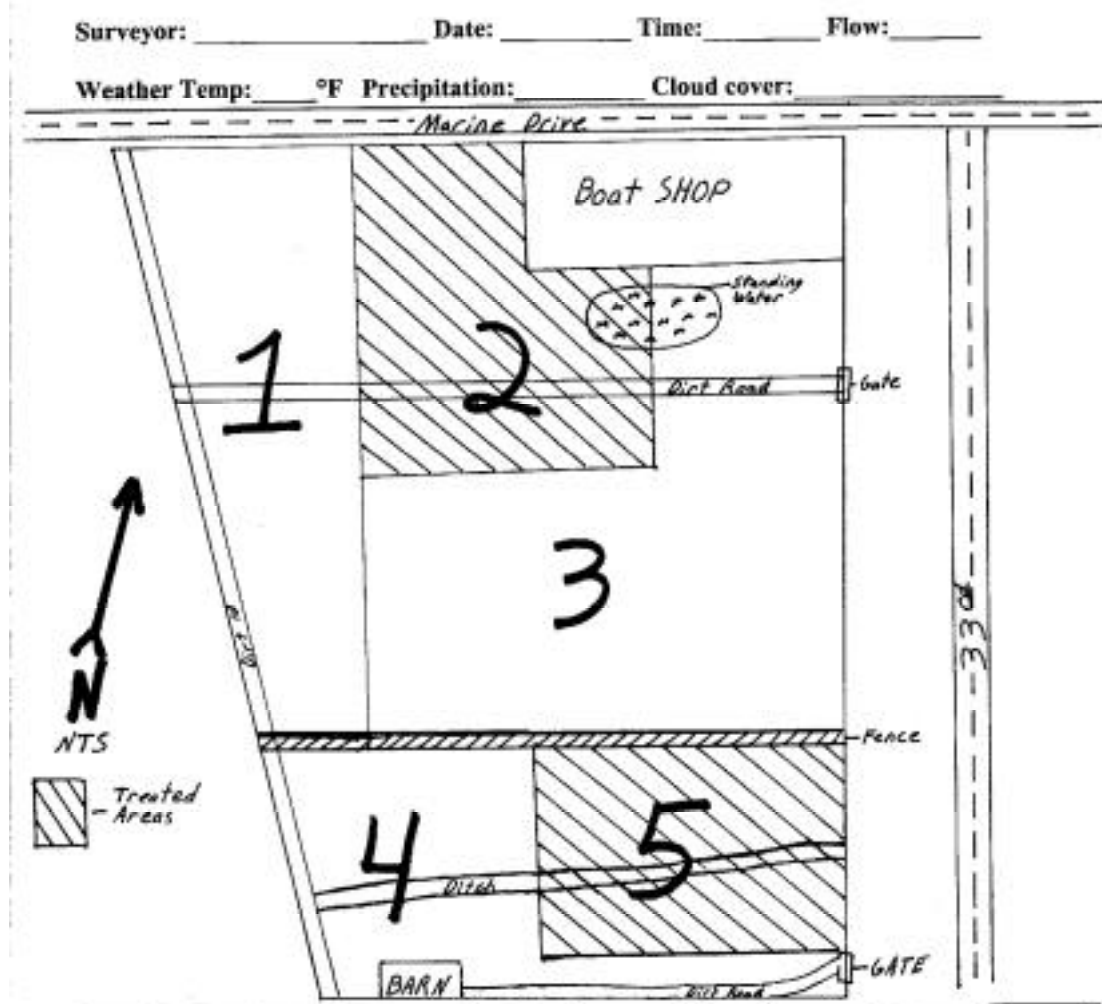 Surveyor: Date: Time: Flow:
Weather Temp: °F Precipitation: Cloud cover:
Marine Drive
Boat SHOP
Standing
Water
1
2
Dirt Road
Gate
3
330
N
NTS
Fence
Treated
Areas
4
5
Ditch
BARN
Dirt Road
GATE